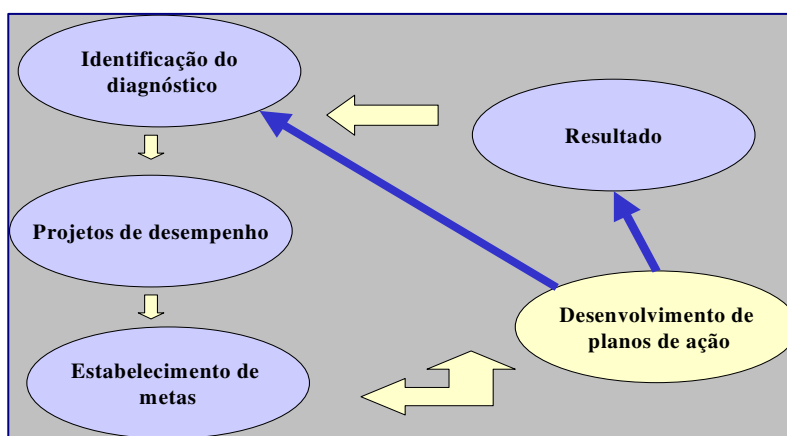 Identificação do
diagnóstico
Resultado
Projetos de desempenho
Desenvolvimento de
planos de ação
Estabelecimento de
metas